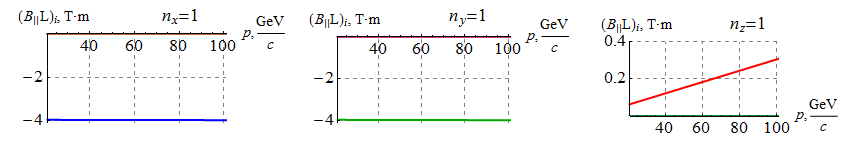 (B||L)i, T·m nx=1
p, GeV/c
40 60 80 100
−2
−4
(B||L)i, T·m ny=1
p, GeV/c
40 60 80 100
−2
−4
(B||L)i, T·m nz=1
0.4
0.2
p, GeV/c
40 60 80 100